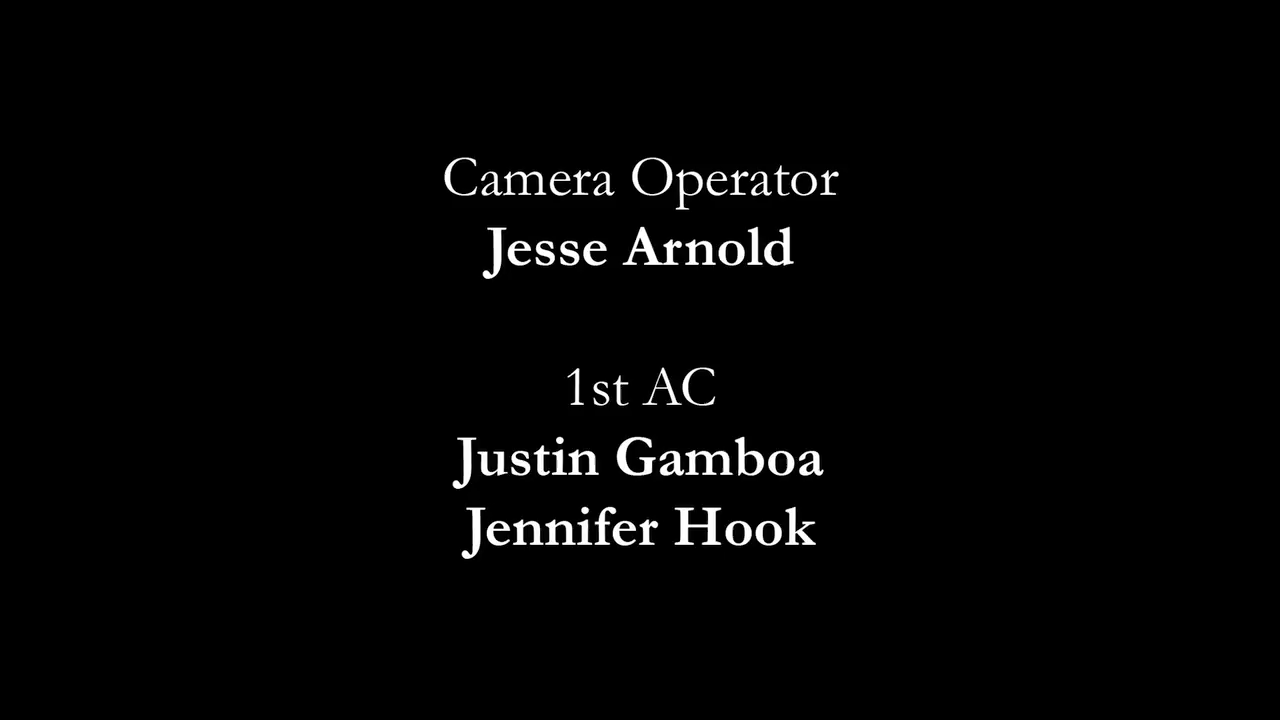 Camera Operator
Jesse Arnold
1st AC
Justin Gamboa
Jennifer Hook